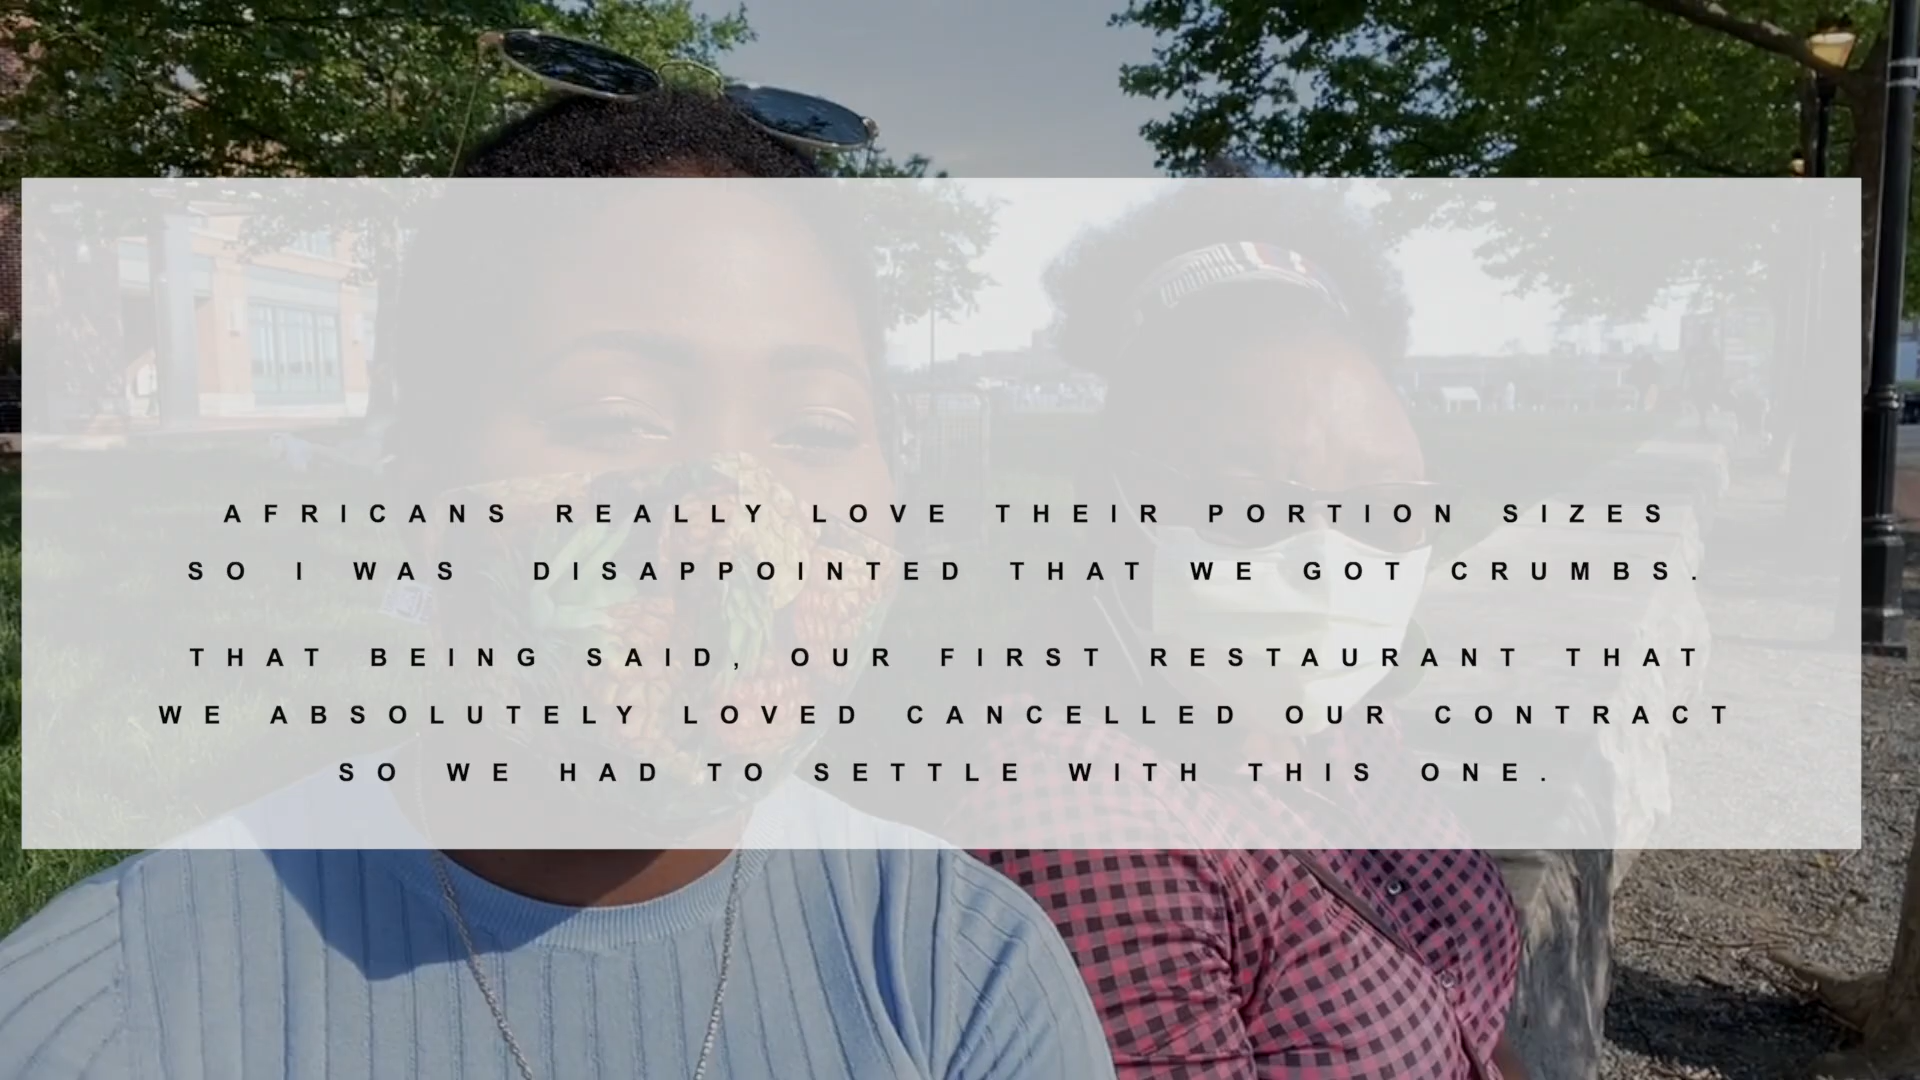 AFRICANS REALLY LOVE THEIR PORTION SIZES
SO I WAS DISAPPOINTED THAT WE GOT CRUMBS.
THAT BEING SAID, OUR FIRST RESTAURANT THAT
WE ABSOLUTELY LOVED CANCELLED OUR CONTRACT
SO WE HAD TO SETTLE WITH THIS ONE.